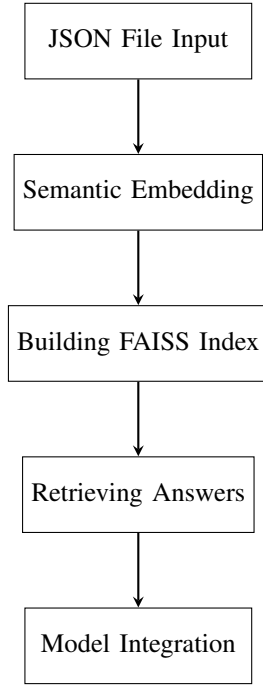 JSON File Input
Semantic Embedding
Building FAISS Index
Retrieving Answers
Model Integration